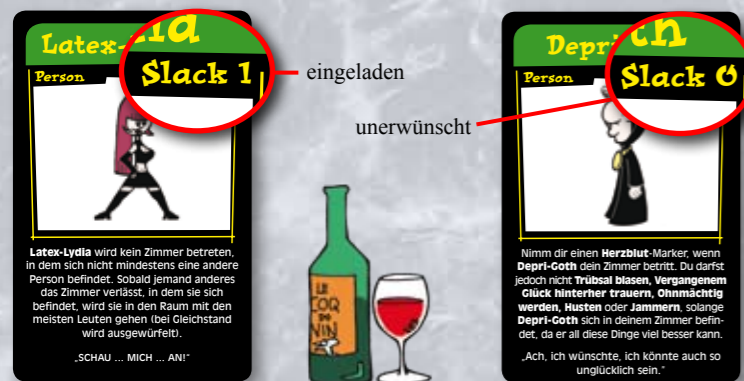 Latex-
Lydia
Person
Slack 1
eingeladen
Latex-Lydia wird kein Zimmer betreten,
in dem sich nicht mindestens eine andere
Person befindet. Sobald jemand anderes
das Zimmer verlässt, in dem sie sich
befindet, wird sie in den Raum mit den
meisten Leuten gehen (bei Gleichstand
wird ausgewürfelt).
„SCHAU ... MICH ... AN!“
unerwünscht
LE
COQ
DU
VIN
Depri
th
Person
Slack 0
Nimm dir einen Herzblut-Marker, wenn
Depri-Goth dein Zimmer betritt. Du darfst
jedoch nicht Trübsal blasen, Vergangenem
Glück hinterher trauern, Ohnmächtig
werden, Husten oder Jammern, solange
Depri-Goth sich in deinem Zimmer befin-
det, da er all diese Dinge viel besser kann.
„Ach, ich wünschte, ich könnte auch so
unglücklich sein.“